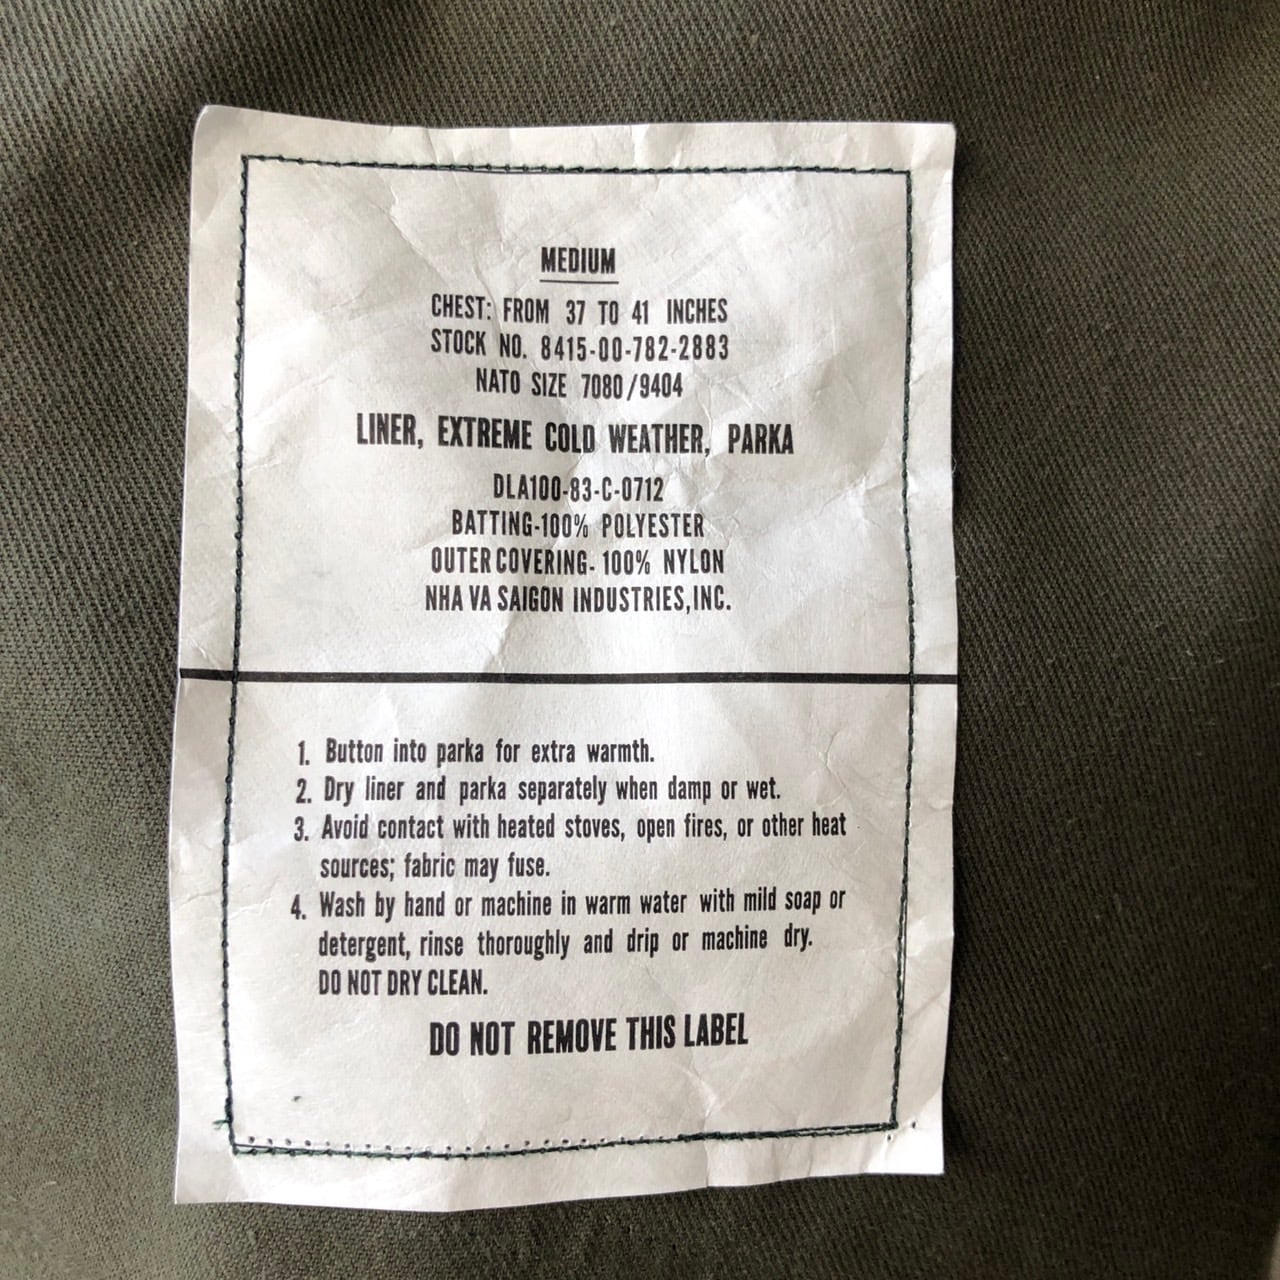 MEDIUM
CHEST: FROM 37 TO 41 INCHES
STOCK NO. 8415-00-782-2883
NATO SIZE 7080/9404
LINER, EXTREME COLD WEATHER, PARKA
DLA100-83-C-0712
BATTING-100% POLYESTER
OUTER COVERING- 100% NYLON
NHA VA SAIGON INDUSTRIES, INC.
1. Button into parka for extra warmth.
2. Dry liner and parka separately when damp or wet.
3. Avoid contact with heated stoves, open fires, or other heat
sources; fabric may fuse.
4. Wash by hand or machine in warm water with mild soap or
detergent, rinse thoroughly and drip or machine dry.
DO NOT DRY CLEAN.
DO NOT REMOVE THIS LABEL